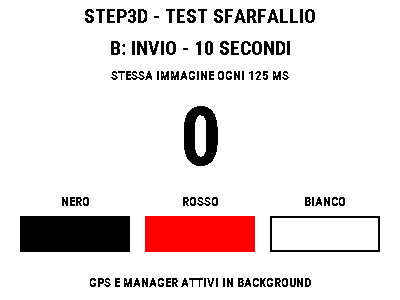 STEP3D - TEST SFARFALLIO
B: INVIO - 10 SECONDI
STESSA IMMAGINE OGNI 125 MS
0
NERO ROSSO BIANCO
GPS E MANAGER ATTIVI IN BACKGROUND